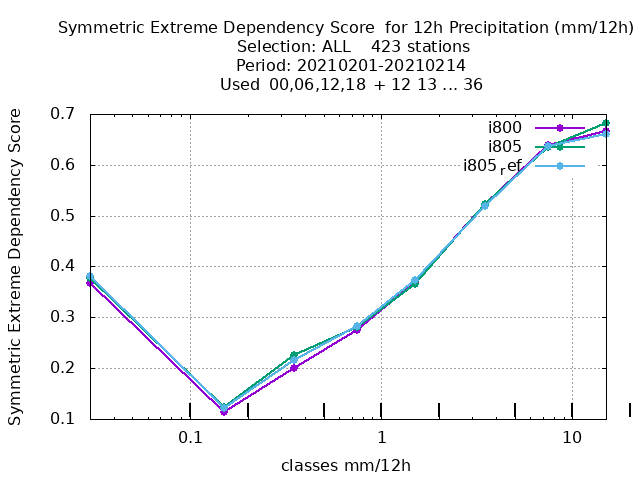 Symmetric Extreme Dependency Score  for 12h Precipitation (mm/12h)
Selection: ALL    423 stations
Period: 20210201-20210214
Used  00,06,12,18  + 12 13 ... 36
Symmetric Extreme Dependency Score
0.7
0.6
0.5
0.4
0.3
0.2
0.1
i800
i805
i805ref
0.1
1
10
classes mm/12h